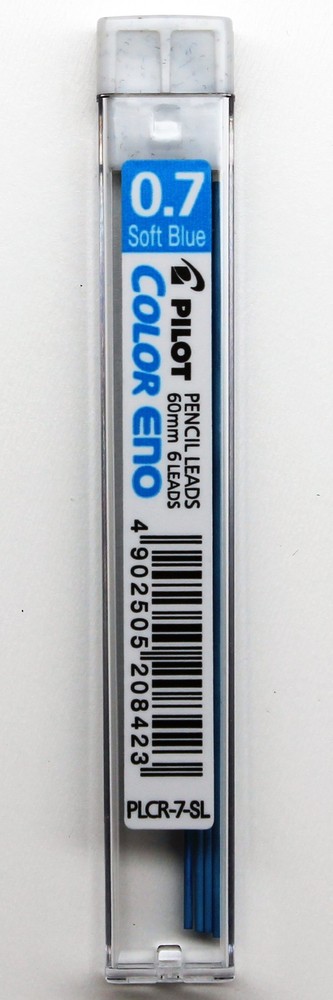 0.7
Soft Blue
PILOT
COLOR ENO
PENCIL LEADS
60mm 6 LEADS
4 902505 208423
PLCR-7-SL